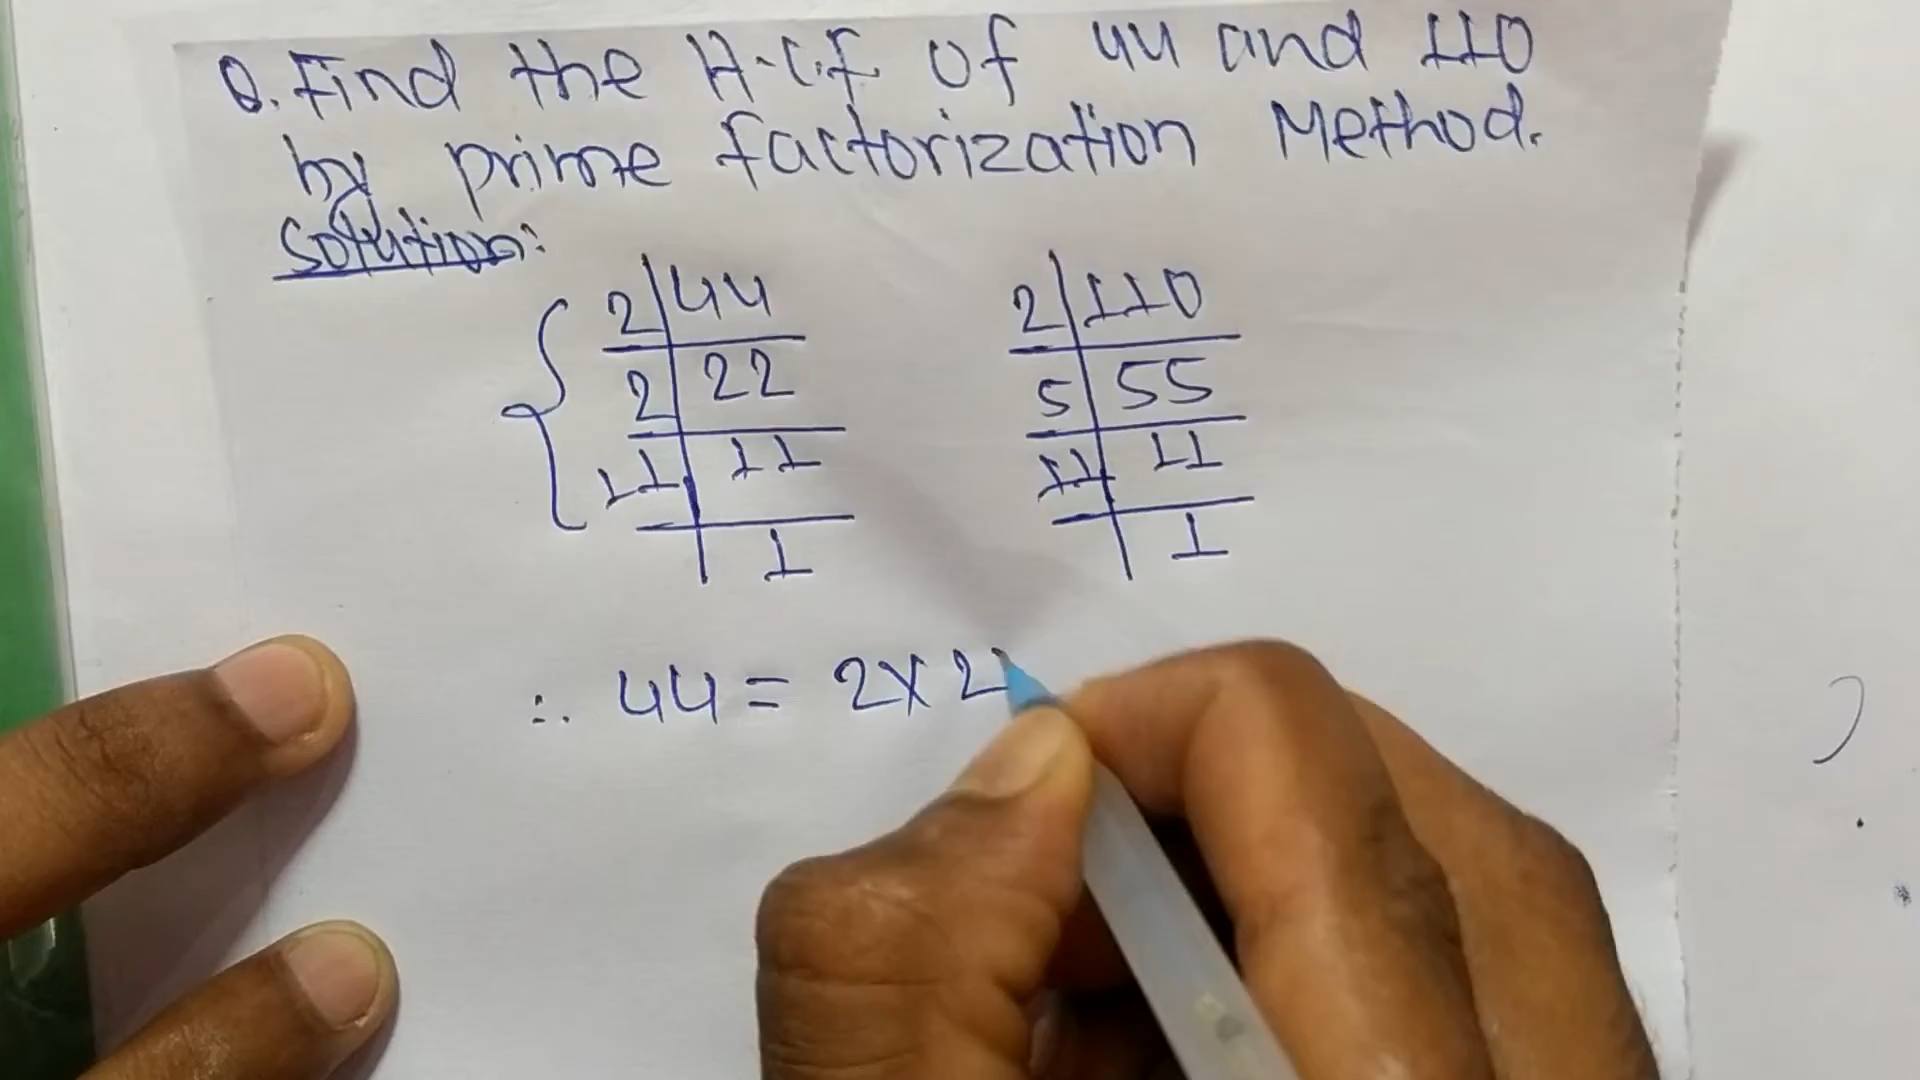 Q. Find the H.C.F of 44 and 110
by prime factorization Method.
Solution:
2 | 44
2 | 22
11 | 11
1
2 | 110
5 | 55
11 | 11
1
∴ 44 = 2 × 2